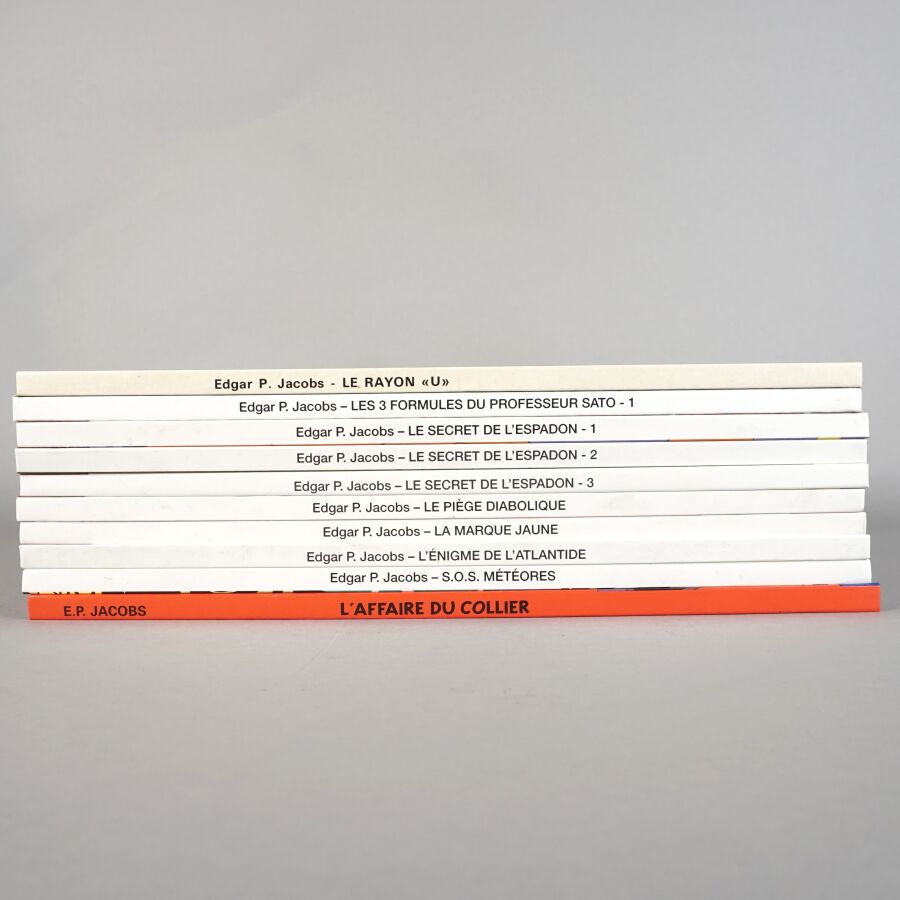 Edgar P. Jacobs - LE RAYON «U»
Edgar P. Jacobs – LES 3 FORMULES DU PROFESSEUR SATO - 1
Edgar P. Jacobs – LE SECRET DE L'ESPADON - 1
Edgar P. Jacobs – LE SECRET DE L'ESPADON - 2
Edgar P. Jacobs – LE SECRET DE L'ESPADON - 3
Edgar P. Jacobs – LE PIÈGE DIABOLIQUE
Edgar P. Jacobs – LA MARQUE JAUNE
Edgar P. Jacobs – L'ÉNIGME DE L'ATLANTIDE
Edgar P. Jacobs – S.O.S. MÉTÉORES
E.P. JACOBS L'AFFAIRE DU COLLIER